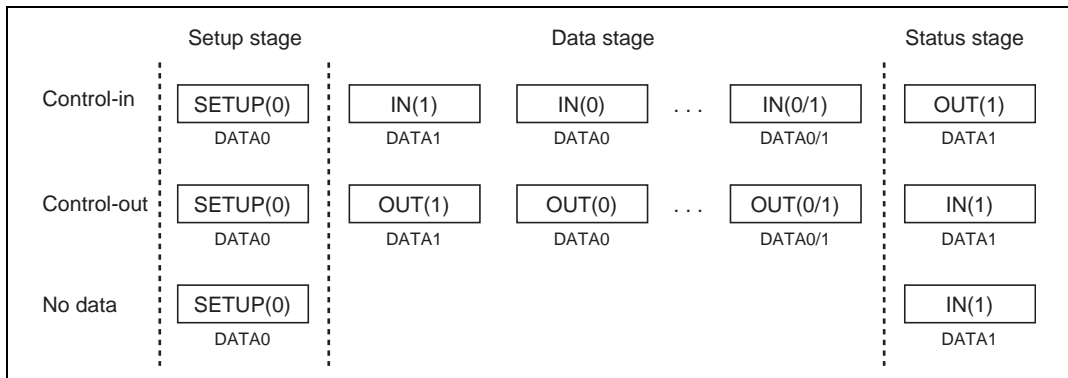 Setup stage Data stage Status stage
Control-in SETUP(0) IN(1) IN(0) . . . IN(0/1) OUT(1)
DATA0 DATA1 DATA0 DATA0/1 DATA1
Control-out SETUP(0) OUT(1) OUT(0) . . . OUT(0/1) IN(1)
DATA0 DATA1 DATA0 DATA0/1 DATA1
No data SETUP(0) IN(1)
DATA0 DATA1